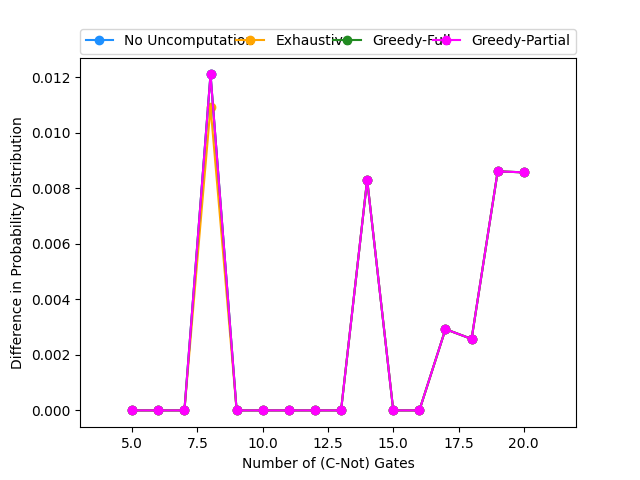 No Uncomputation Exhaustive Greedy-Full Greedy-Partial
0.012
0.010
0.008
0.006
0.004
0.002
0.000
Difference in Probability Distribution
5.0 7.5 10.0 12.5 15.0 17.5 20.0
Number of (C-Not) Gates